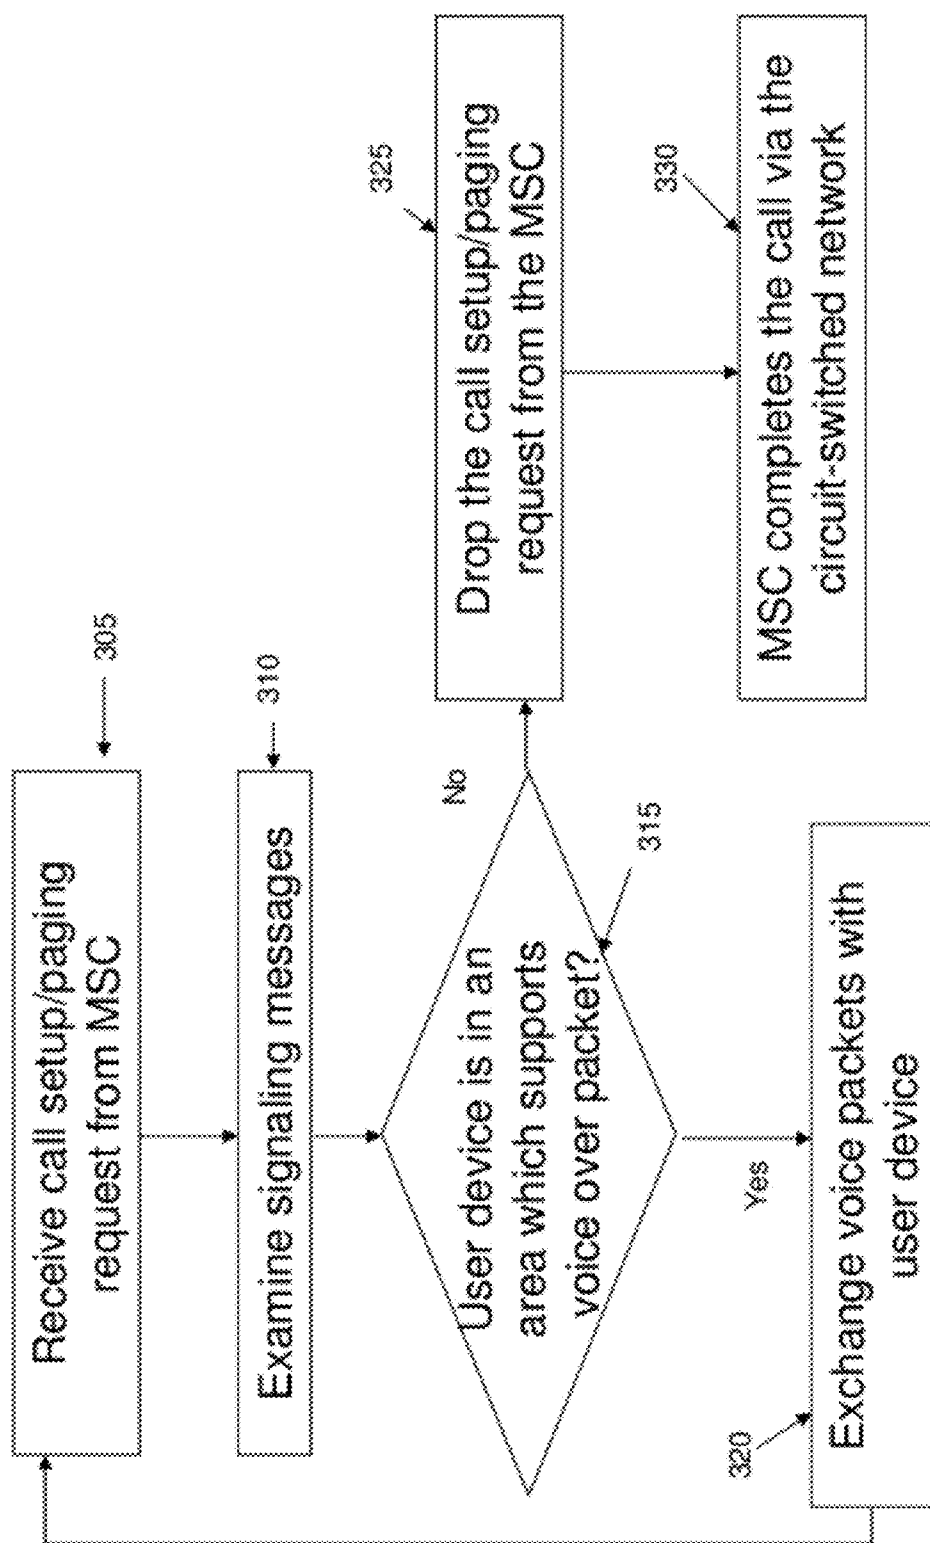 Receive call setup/paging
request from MSC
305
Examine signaling messages
310
User device is in an
area which supports
voice over packet?
315
No
Yes
Drop the call setup/paging
request from the MSC
325
MSC completes the call via the
circuit-switched network
330
Exchange voice packets with
user device
320